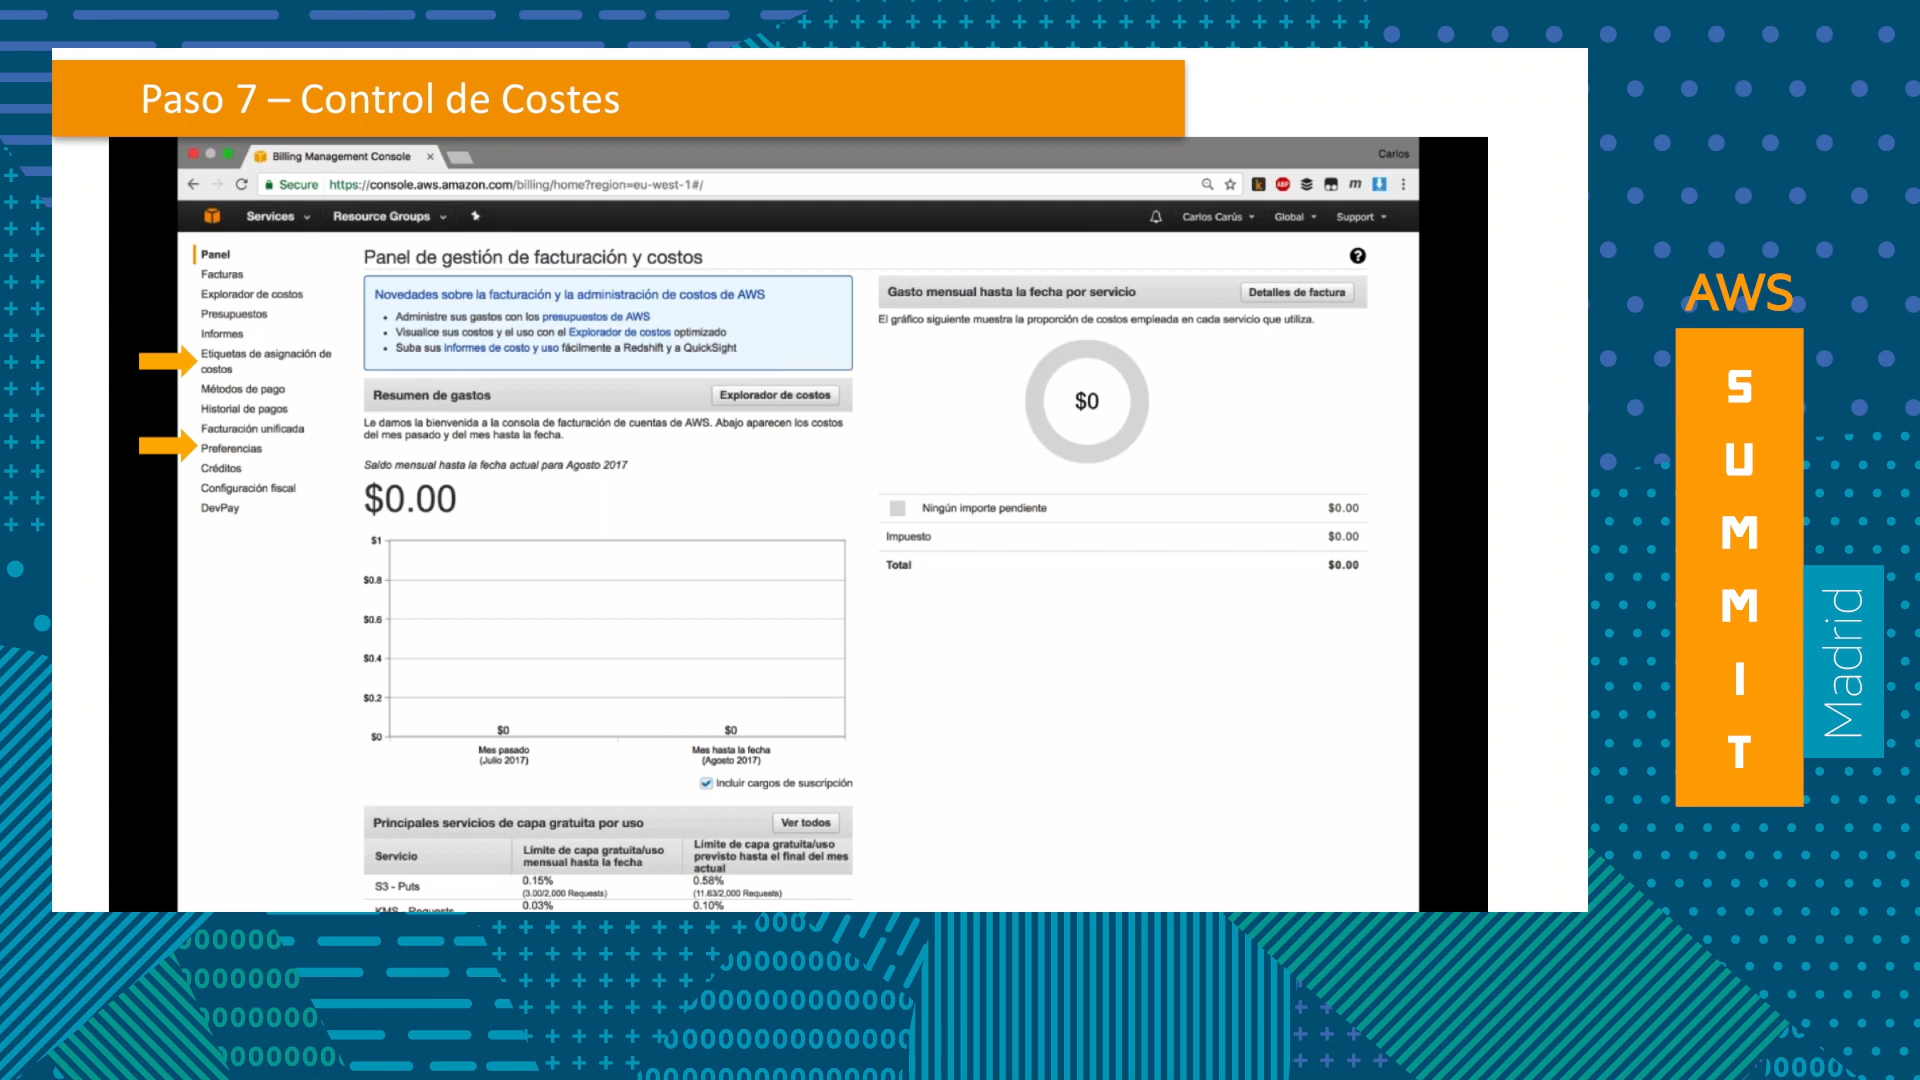 Paso 7 – Control de Costes
Billing Management Console
Carlos
Secure https://console.aws.amazon.com/billing/home?region=eu-west-1#/
ABP
m
Services
Resource Groups
Carlos Carús
Global
Support
Panel
Facturas
Explorador de costos
Presupuestos
Informes
Etiquetas de asignación de
costos
Métodos de pago
Historial de pagos
Facturación unificada
Preferencias
Créditos
Configuración fiscal
DevPay
Panel de gestión de facturación y costos
Novedades sobre la facturación y la administración de costos de AWS
• Administre sus gastos con los presupuestos de AWS
• Visualice sus costos y el uso con el Explorador de costos optimizado
• Suba sus informes de costo y uso fácilmente a Redshift y a QuickSight
Resumen de gastos
Explorador de costos
Le damos la bienvenida a la consola de facturación de cuentas de AWS. Abajo aparecen los costos
del mes pasado y del mes hasta la fecha.
Saldo mensual hasta la fecha actual para Agosto 2017
$0.00
$1
$0.8
$0.6
$0.4
$0.2
$0
$0
$0
Mes pasado
(Julio 2017)
Mes hasta la fecha
(Agosto 2017)
Incluir cargos de suscripción
Principales servicios de capa gratuita por uso
Ver todos
Servicio
Límite de capa gratuita/uso
mensual hasta la fecha
Límite de capa gratuita/uso
previsto hasta el final del mes
actual
S3 - Puts
0.15%
(3.00/2,000 Requests)
0.58%
(11.63/2,000 Requests)
KMS - Requests
0.03%
0.10%
?
Gasto mensual hasta la fecha por servicio
Detalles de factura
El gráfico siguiente muestra la proporción de costos empleada en cada servicio que utiliza.
$0
Ningún importe pendiente $0.00
Impuesto $0.00
Total $0.00
AWS
SUMMIT
Madrid